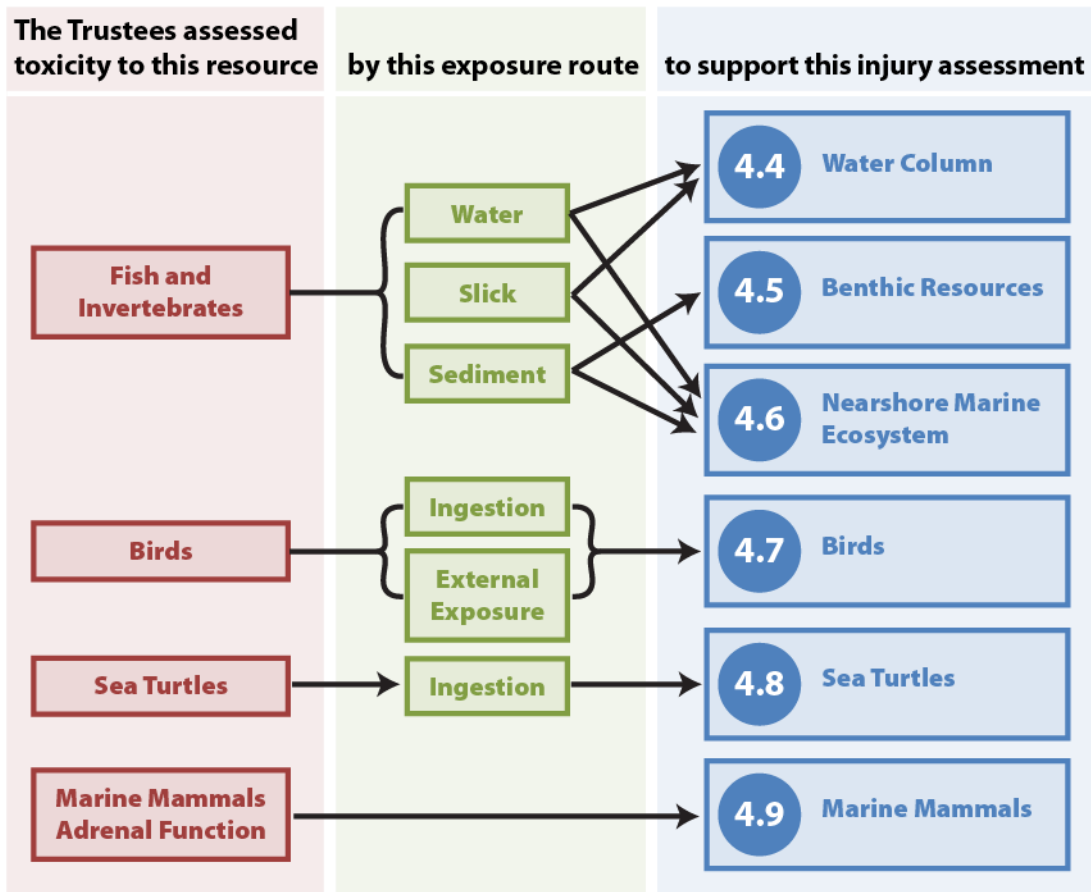 The Trustees assessed
toxicity to this resource
by this exposure route
to support this injury assessment
Fish and
Invertebrates
Water
Slick
Sediment
4.4
Water Column
4.5
Benthic Resources
4.6
Nearshore Marine
Ecosystem
Birds
Ingestion
External
Exposure
4.7
Birds
Sea Turtles
Ingestion
4.8
Sea Turtles
Marine Mammals
Adrenal Function
4.9
Marine Mammals